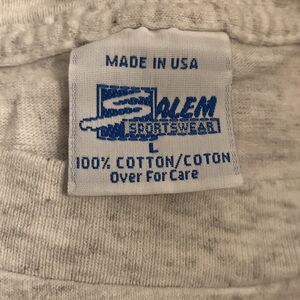 MADE IN USA
SALEM
SPORTSWEAR
L
100% COTTON/COTON
Over For Care